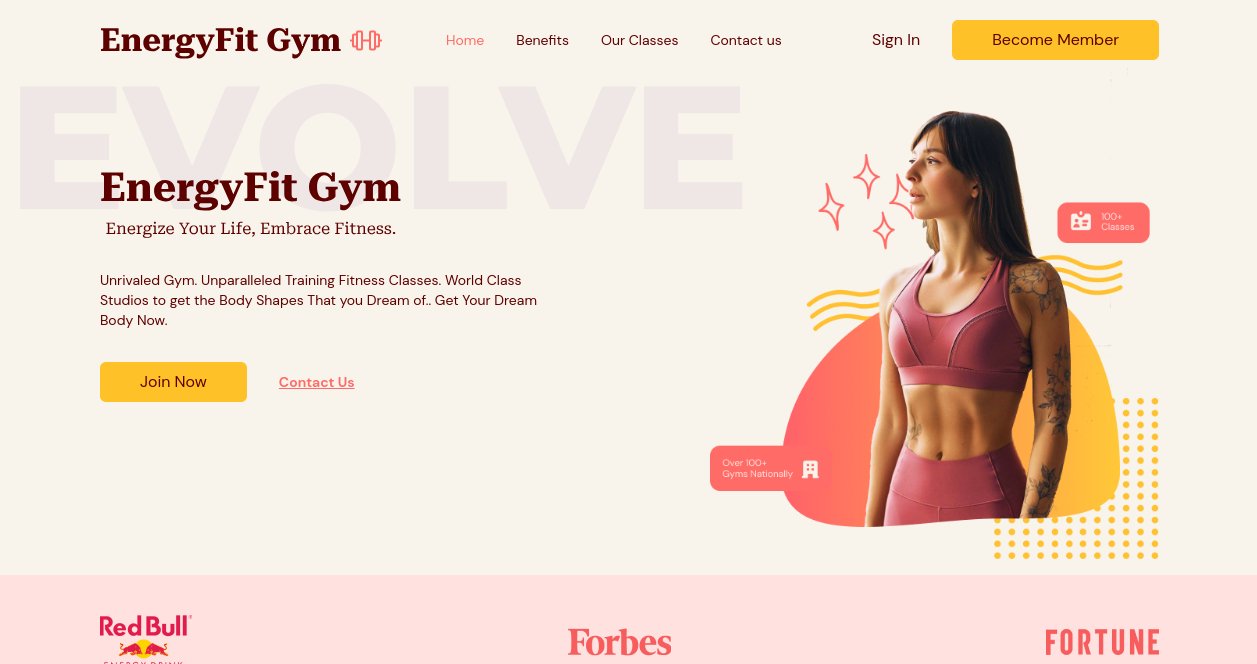 EnergyFit Gym
Home Benefits Our Classes Contact us
Sign In
Become Member
EVOLVE
EnergyFit Gym
Energize Your Life, Embrace Fitness.
Unrivaled Gym. Unparalleled Training Fitness Classes. World Class
Studios to get the Body Shapes That you Dream of.. Get Your Dream
Body Now.
Join Now
Contact Us
100+
Classes
Over 100+
Gyms Nationally
Red Bull
ENERGY DRINK
Forbes
FORTUNE